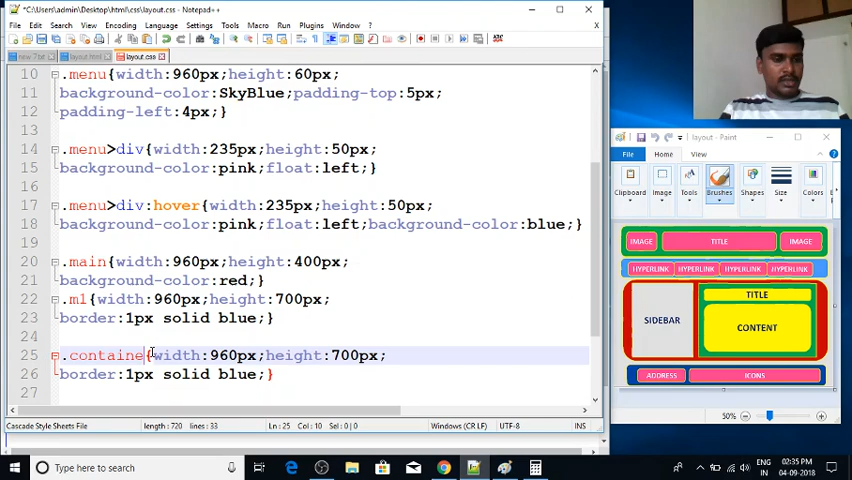 *C:\Users\admin\Desktop\html\css\layout.css - Notepad++
File Edit Search View Encoding Language Settings Tools Macro Run Plugins Window ?
layout.html layout.css
10 .menu{width:960px;height:60px;
11 background-color:SkyBlue;padding-top:5px;
12 padding-left:4px;}
13
14 .menu>div{width:235px;height:50px;
15 background-color:pink;float:left;}
16
17 .menu>div:hover{width:235px;height:50px;
18 background-color:pink;float:left;background-color:blue;}
19
20 .main{width:960px;height:400px;
21 background-color:red;}
22 .m1{width:960px;height:700px;
23 border:1px solid blue;}
24
25 .containe{width:960px;height:700px;
26 border:1px solid blue;}
27
Cascade Style Sheets File length : 720 lines : 33 Ln : 25 Col : 10 Sel : 0 | 0 Windows (CR LF) UTF-8 INS
layout - Paint
File Home View
Clipboard Image Tools Brushes Shapes Size Colors
IMAGE TITLE IMAGE
HYPERLINK HYPERLINK HYPERLINK HYPERLINK
SIDEBAR
TITLE
CONTENT
ADDRESS ICONS
50%
Type here to search
ENG
IN
02:35 PM
04-09-2018